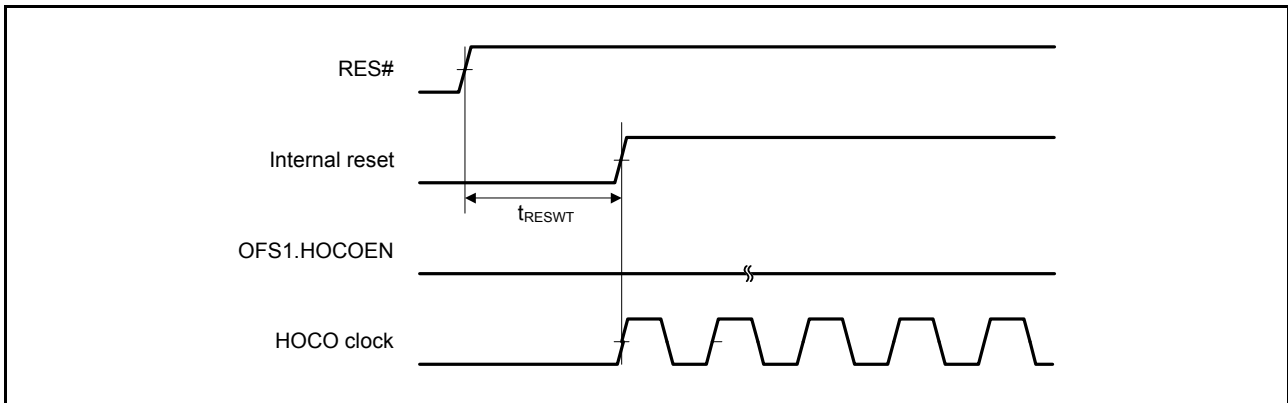 RES#
Internal reset
tRESWT
OFS1.HOCOEN
HOCO clock